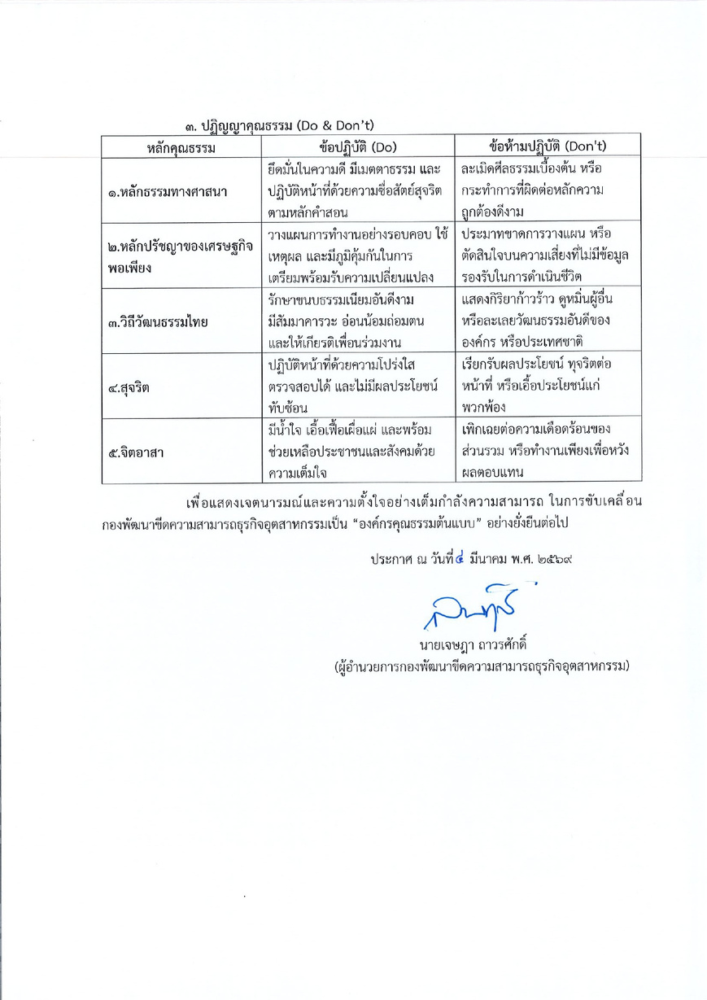 ๓. ปฏิญญาคุณธรรม (Do & Don't)
หลักคุณธรรม
ข้อปฏิบัติ (Do)
ข้อห้ามปฏิบัติ (Don't)
๑.หลักธรรมทางศาสนา
ยึดมั่นในความดี มีเมตตาธรรม และ
ปฏิบัติหน้าที่ด้วยความซื่อสัตย์สุจริต
ตามหลักคำสอน
ละเมิดศีลธรรมเบื้องต้น หรือ
กระทำการที่ผิดต่อหลักความ
ถูกต้องดีงาม
๒.หลักปรัชญาของเศรษฐกิจ
พอเพียง
วางแผนการทำงานอย่างรอบคอบ ใช้
เหตุผล และมีภูมิคุ้มกันในการ
เตรียมพร้อมรับความเปลี่ยนแปลง
ประมาทขาดการวางแผน หรือ
ตัดสินใจบนความเสี่ยงที่ไม่มีข้อมูล
รองรับในการดำเนินชีวิต
๓.วิถีวัฒนธรรมไทย
รักษาขนบธรรมเนียมอันดีงาม
มีสัมมาคารวะ อ่อนน้อมถ่อมตน
และให้เกียรติเพื่อนร่วมงาน
แสดงกิริยาก้าวร้าว ดูหมิ่นผู้อื่น
หรือละเลยวัฒนธรรมอันดีของ
องค์กร หรือประเทศชาติ
๔.สุจริต
ปฏิบัติหน้าที่ด้วยความโปร่งใส
ตรวจสอบได้ และไม่มีผลประโยชน์
ทับซ้อน
เรียกรับผลประโยชน์ ทุจริตต่อ
หน้าที่ หรือเอื้อประโยชน์แก่
พวกพ้อง
๕.จิตอาสา
มีน้ำใจ เอื้อเฟื้อเผื่อแผ่ และพร้อม
ช่วยเหลือประชาชนและสังคมด้วย
ความเต็มใจ
เพิกเฉยต่อความเดือดร้อนของ
ส่วนรวม หรือทำงานเพียงเพื่อหวัง
ผลตอบแทน
เพื่อแสดงเจตนารมณ์และความตั้งใจอย่างเต็มกำลังความสามารถ ในการขับเคลื่อน
กองพัฒนาขีดความสามารถธุรกิจอุตสาหกรรมเป็น “องค์กรคุณธรรมต้นแบบ” อย่างยั่งยืนต่อไป
ประกาศ ณ วันที่ ๔ มีนาคม พ.ศ. ๒๕๖๙
นายเจษฎา ถาวรศักดิ์
(ผู้อำนวยการกองพัฒนาขีดความสามารถธุรกิจอุตสาหกรรม)